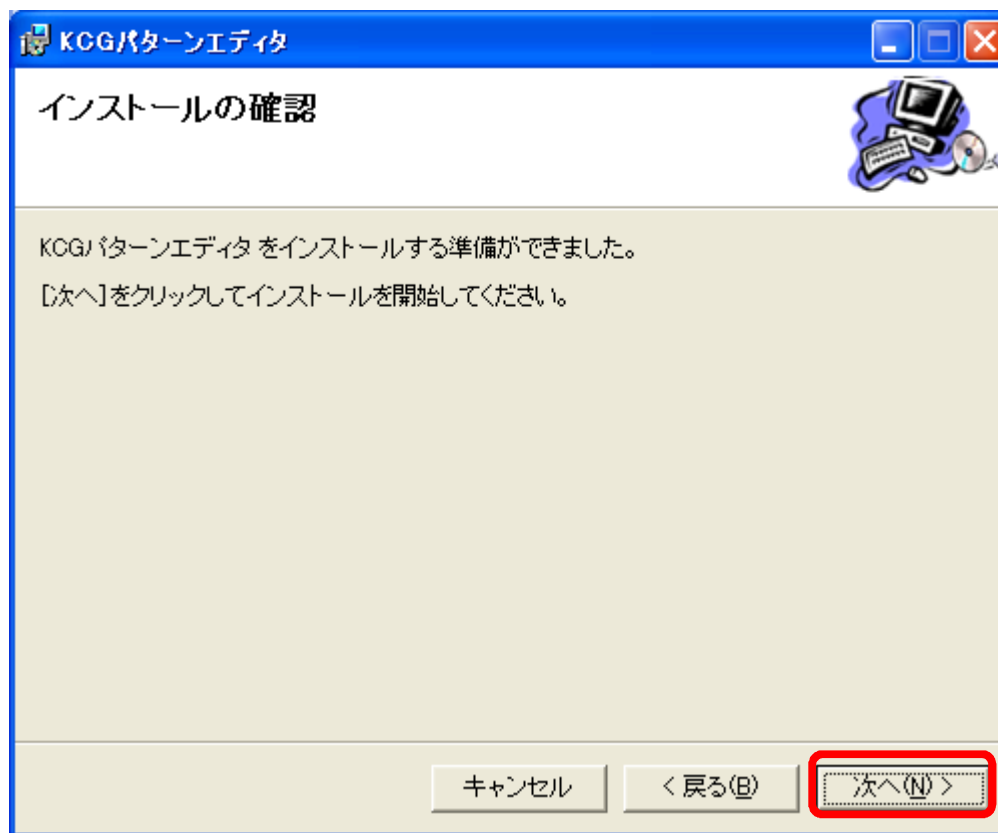 KCGパターンエディタ
インストールの確認
KCGパターンエディタ をインストールする準備ができました。
[次へ]をクリックしてインストールを開始してください。
キャンセル
< 戻る(B)
次へ(N) >